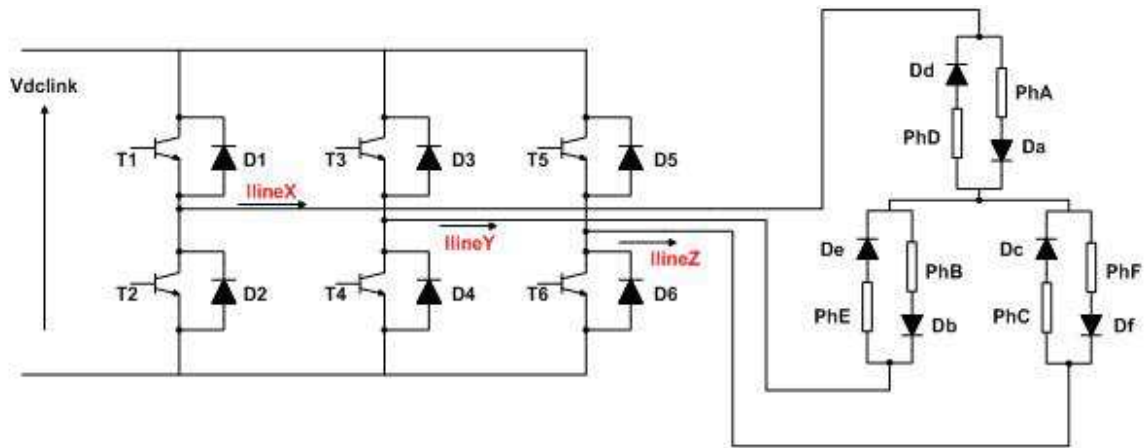 Vdclink
T1
D1
T3
D3
T5
D5
IlineX
IlineY
IlineZ
T2
D2
T4
D4
T6
D6
Dd
PhA
PhD
Da
De
PhB
Dc
PhF
PhE
Db
PhC
Df